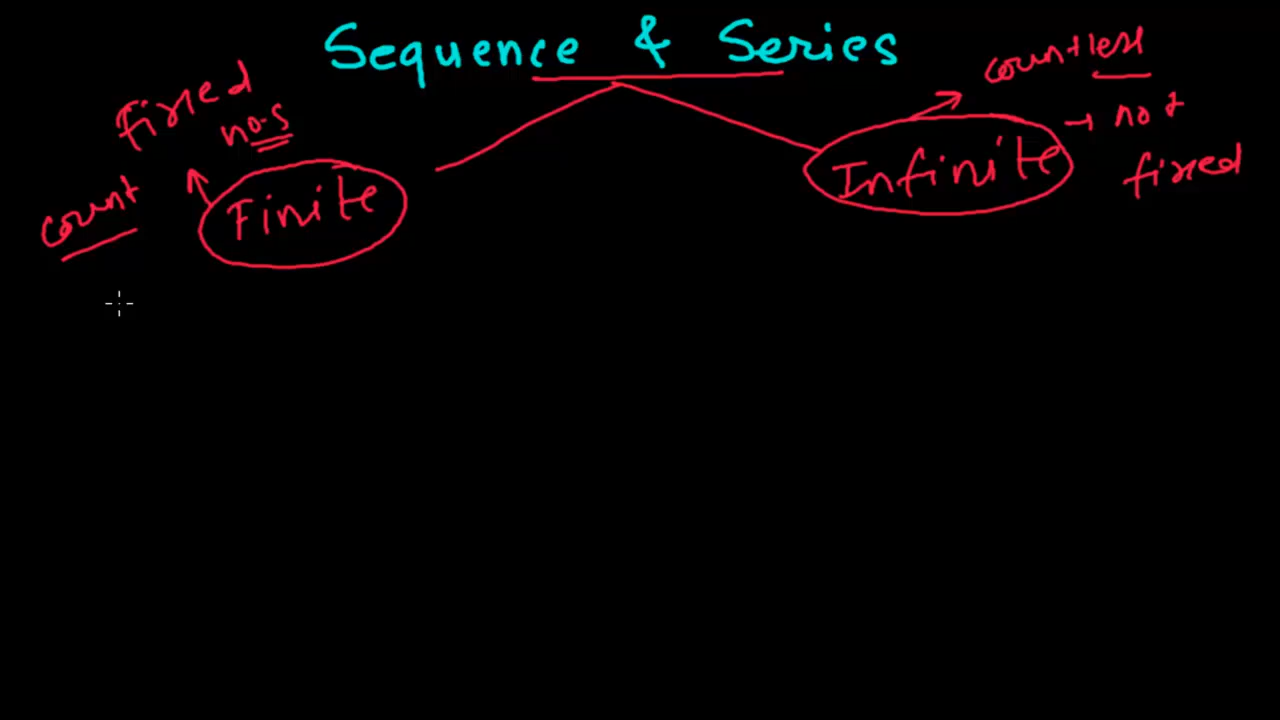 Sequence & Series
fixed
no.s
count
Finite
countless
Infinite → not
fixed